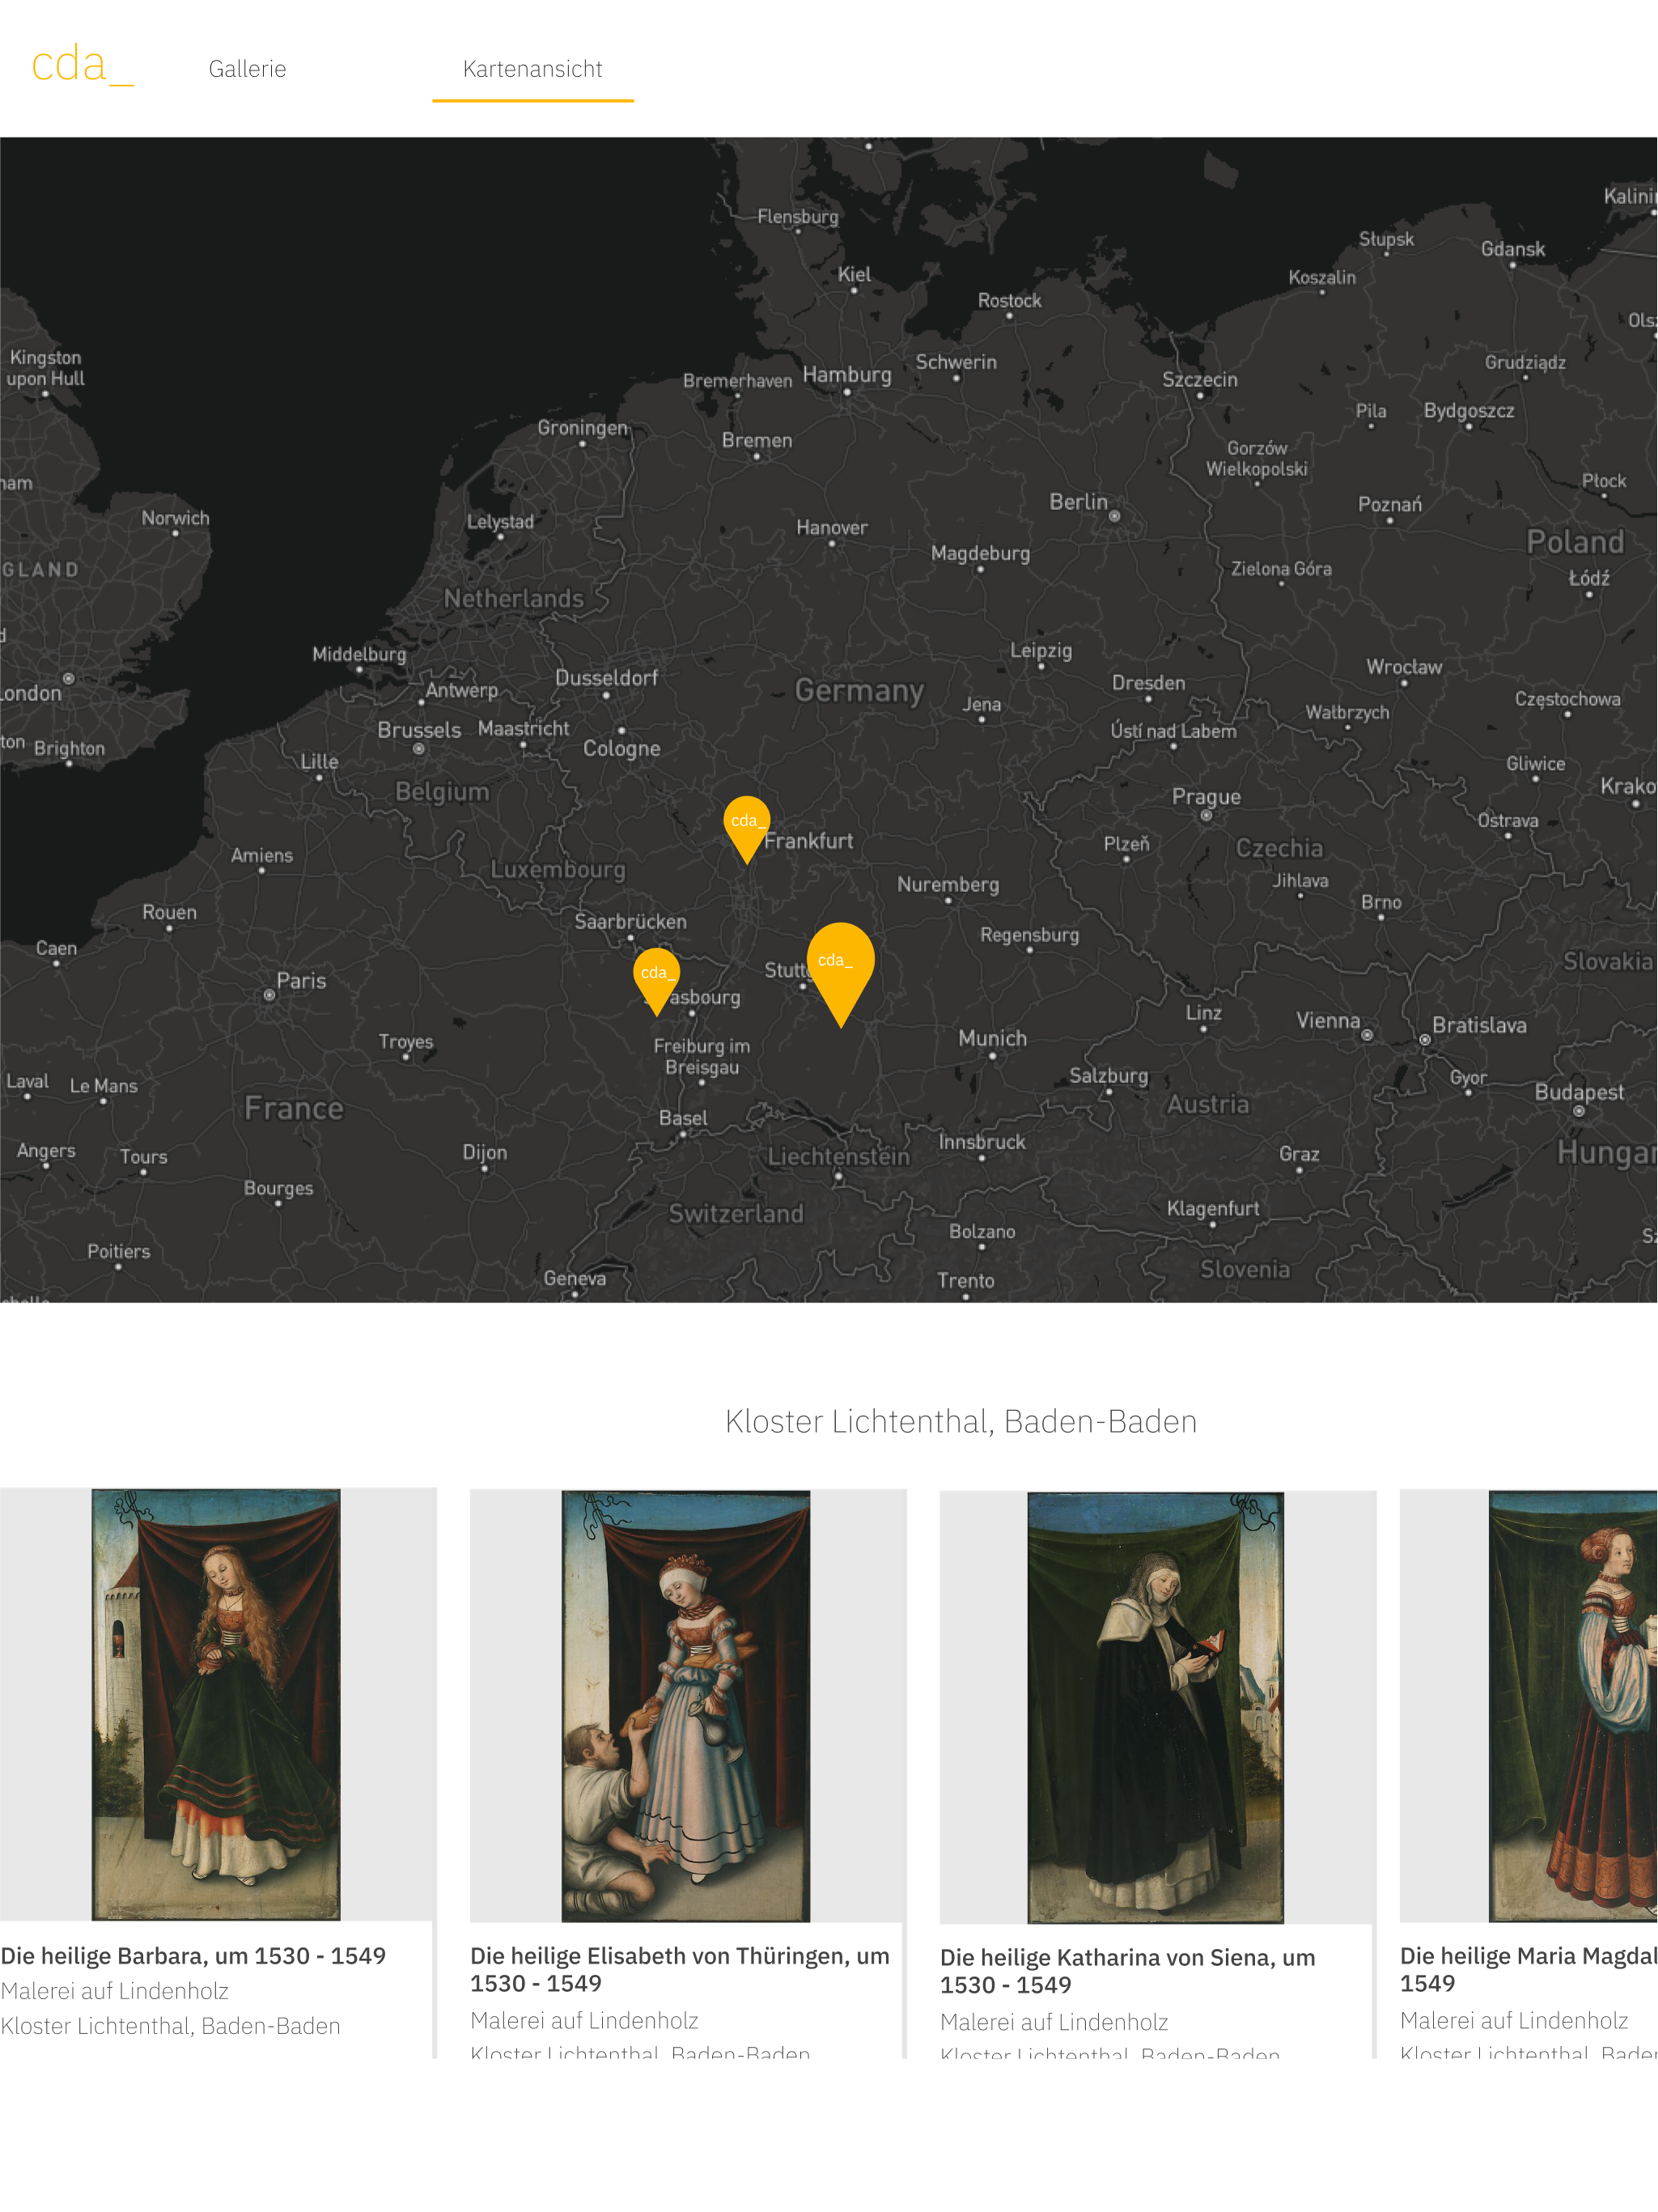 cda_
Gallerie
Kartenansicht
Flensburg
Kiel
Rostock
Słupsk
Gdansk
Koszalin
Kingston
upon Hull
Bremerhaven
Hamburg
Schwerin
Szczecin
Grudziądz
Pila
Bydgoszcz
Groningen
Bremen
Gorzów
Wielkopolski
Płock
Norwich
Lelystad
Hanover
Berlin
Poznań
Magdeburg
Poland
GLAND
Zielona Góra
Łódź
Netherlands
Middelburg
Leipzig
Wrocław
Antwerp
Dusseldorf
Germany
Dresden
Częstochowa
ondon
Jena
Wałbrzych
Brussels
Maastricht
Cologne
Ústí nad Labem
ton
Brighton
Lille
Gliwice
Belgium
Prague
Krako
cda_
Frankfurt
Ostrava
Amiens
Luxembourg
Plzeň
Czechia
Nuremberg
Jihlava
Rouen
Brno
Saarbrücken
Regensburg
Caen
Slovakia
cda_
Stuttg
cda_
Paris
asbourg
Linz
Vienna
Bratislava
Troyes
Freiburg im
Breisgau
Munich
Laval
Le Mans
Salzburg
Gyor
Budapest
France
Austria
Basel
Angers
Tours
Dijon
Liechtenstein
Innsbruck
Graz
Hungar
Bourges
Switzerland
Klagenfurt
Bolzano
Poitiers
Geneva
Trento
Slovenia
Kloster Lichtenthal, Baden-Baden
Die heilige Barbara, um 1530 - 1549
Malerei auf Lindenholz
Kloster Lichtenthal, Baden-Baden
Die heilige Elisabeth von Thüringen, um
1530 - 1549
Malerei auf Lindenholz
Kloster Lichtenthal, Baden-Baden
Die heilige Katharina von Siena, um
1530 - 1549
Malerei auf Lindenholz
Kloster Lichtenthal, Baden-Baden
Die heilige Maria Magdal
1549
Malerei auf Lindenholz
Kloster Lichtenthal, Bader